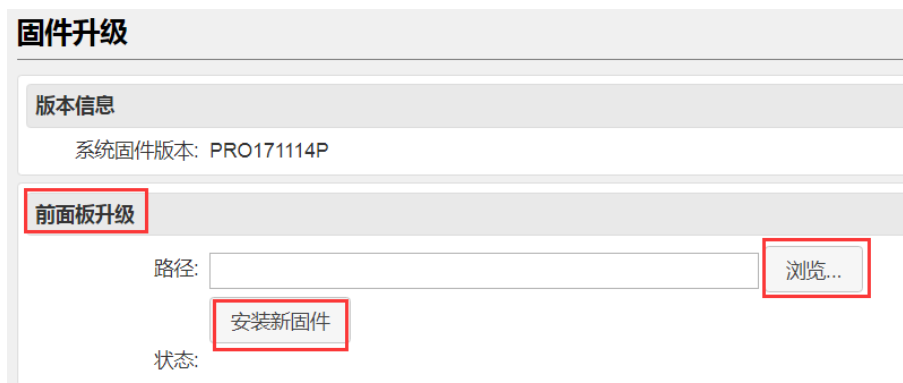 固件升级
版本信息
系统固件版本: PRO171114P
前面板升级
路径: 浏览...
安装新固件
状态: